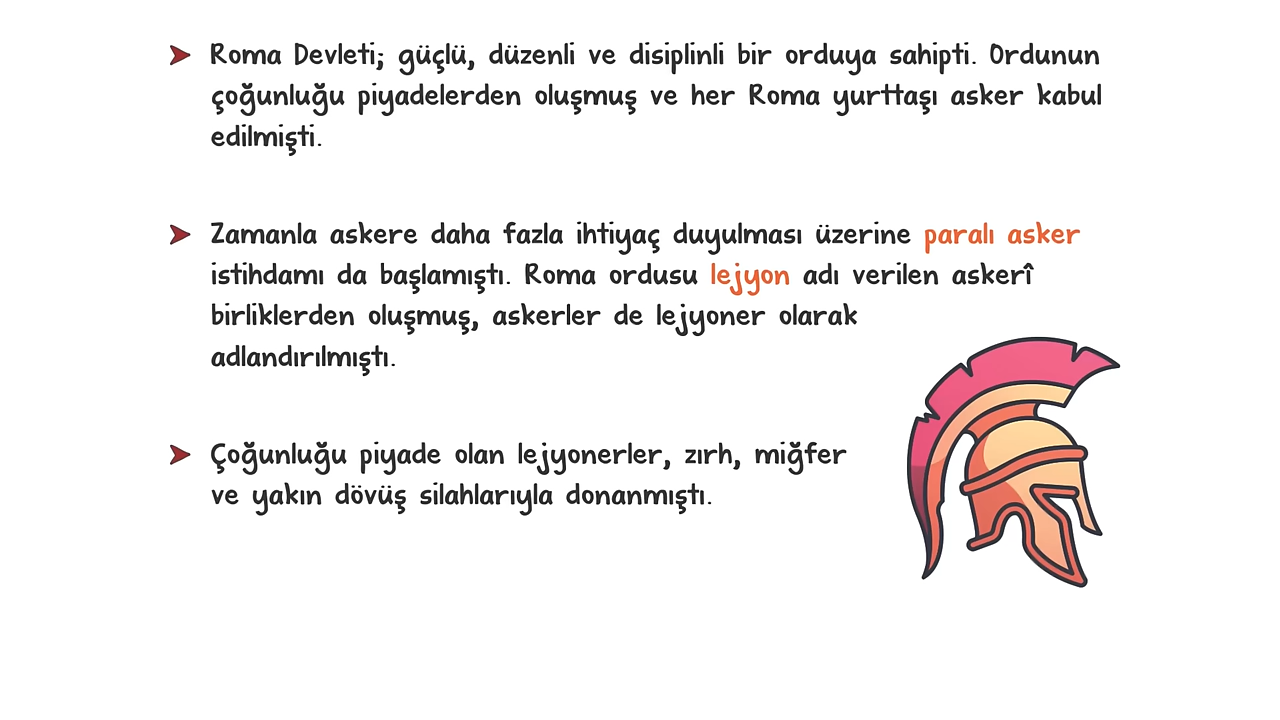 Roma Devleti; güçlü, düzenli ve disiplinli bir orduya sahipti. Ordunun
çoğunluğu piyadelerden oluşmuş ve her Roma yurttaşı asker kabul
edilmişti.
Zamanla askere daha fazla ihtiyaç duyulması üzerine paralı asker
istihdamı da başlamıştı. Roma ordusu lejyon adı verilen askerî
birliklerden oluşmuş, askerler de lejyoner olarak
adlandırılmıştı.
Çoğunluğu piyade olan lejyonerler, zırh, miğfer
ve yakın dövüş silahlarıyla donanmıştı.